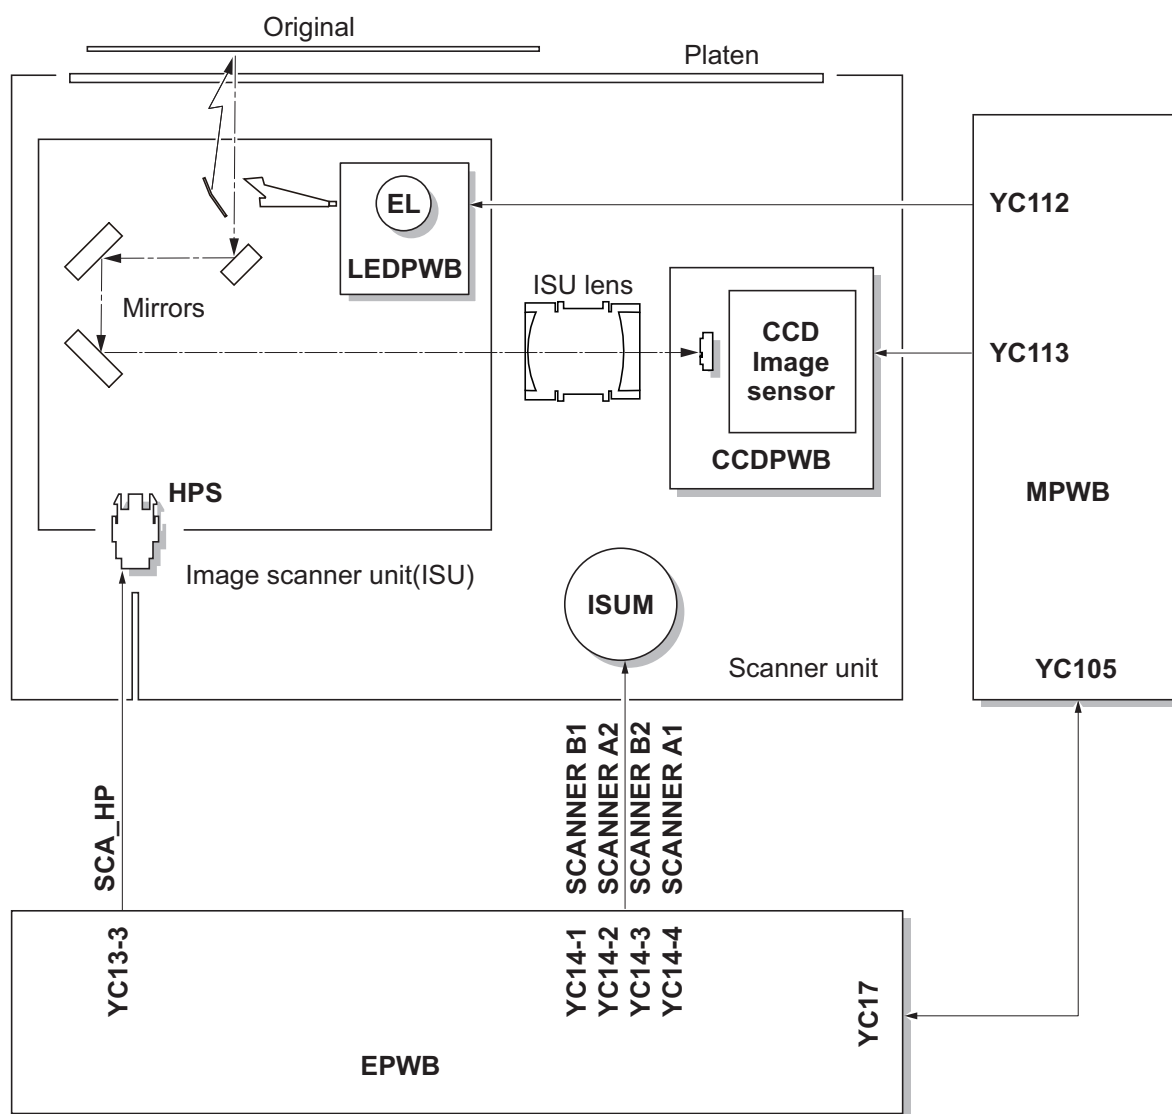 Original
Platen
EL
LEDPWB
YC112
Mirrors
ISU lens
CCD
Image
sensor
CCDPWB
YC113
HPS
MPWB
Image scanner unit(ISU)
ISUM
Scanner unit
YC105
SCA_HP
SCANNER B1
SCANNER A2
SCANNER B2
SCANNER A1
YC13-3
YC14-1
YC14-2
YC14-3
YC14-4
YC17
EPWB